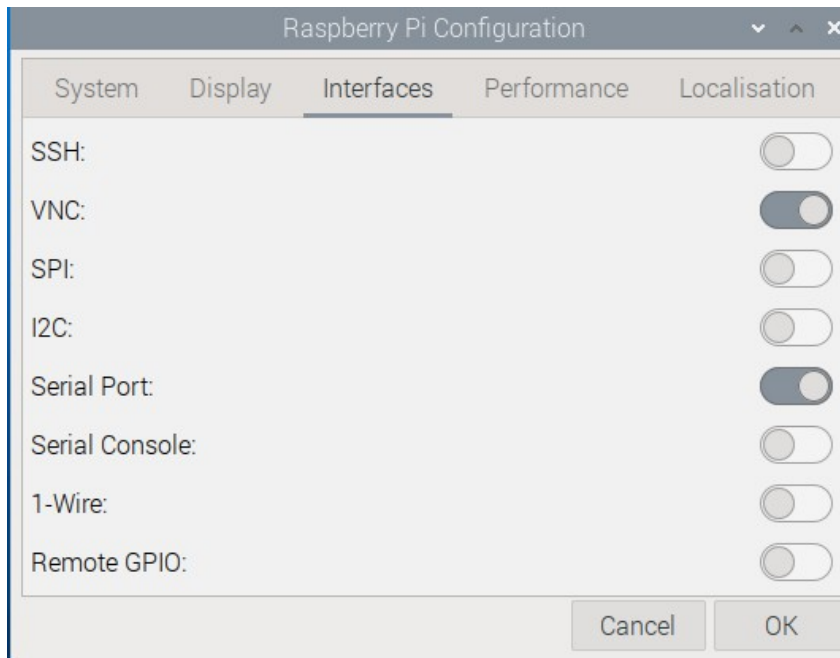 Raspberry Pi Configuration
System Display Interfaces Performance Localisation
SSH:
VNC:
SPI:
I2C:
Serial Port:
Serial Console:
1-Wire:
Remote GPIO:
Cancel OK